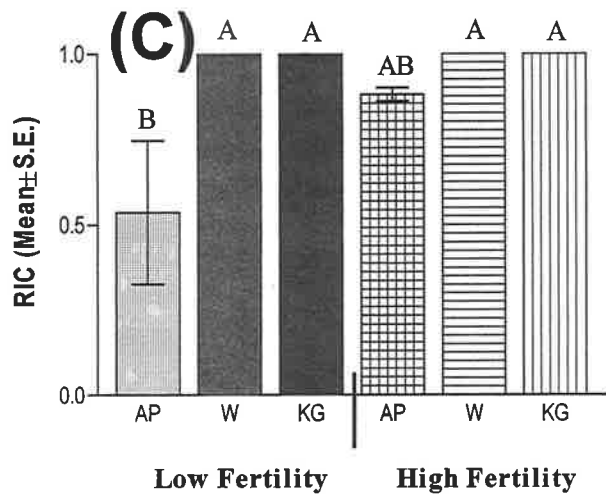 (C)
A A A A
AB
B
1.0
0.5
0.0
RIC (Mean±S.E.)
AP W KG AP W KG
Low Fertility High Fertility